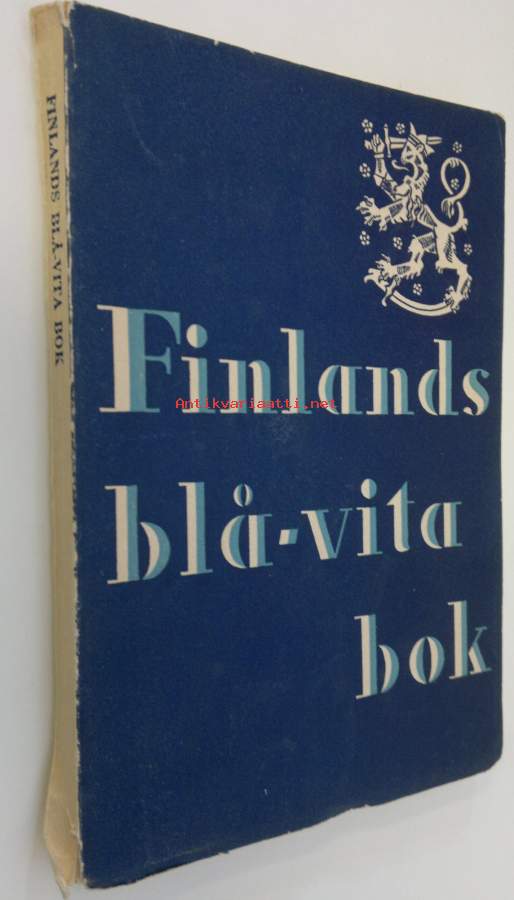 FINLANDS BLÅ-VITA BOK
Finlands
Antikvariaatti.net
blå-vita
bok